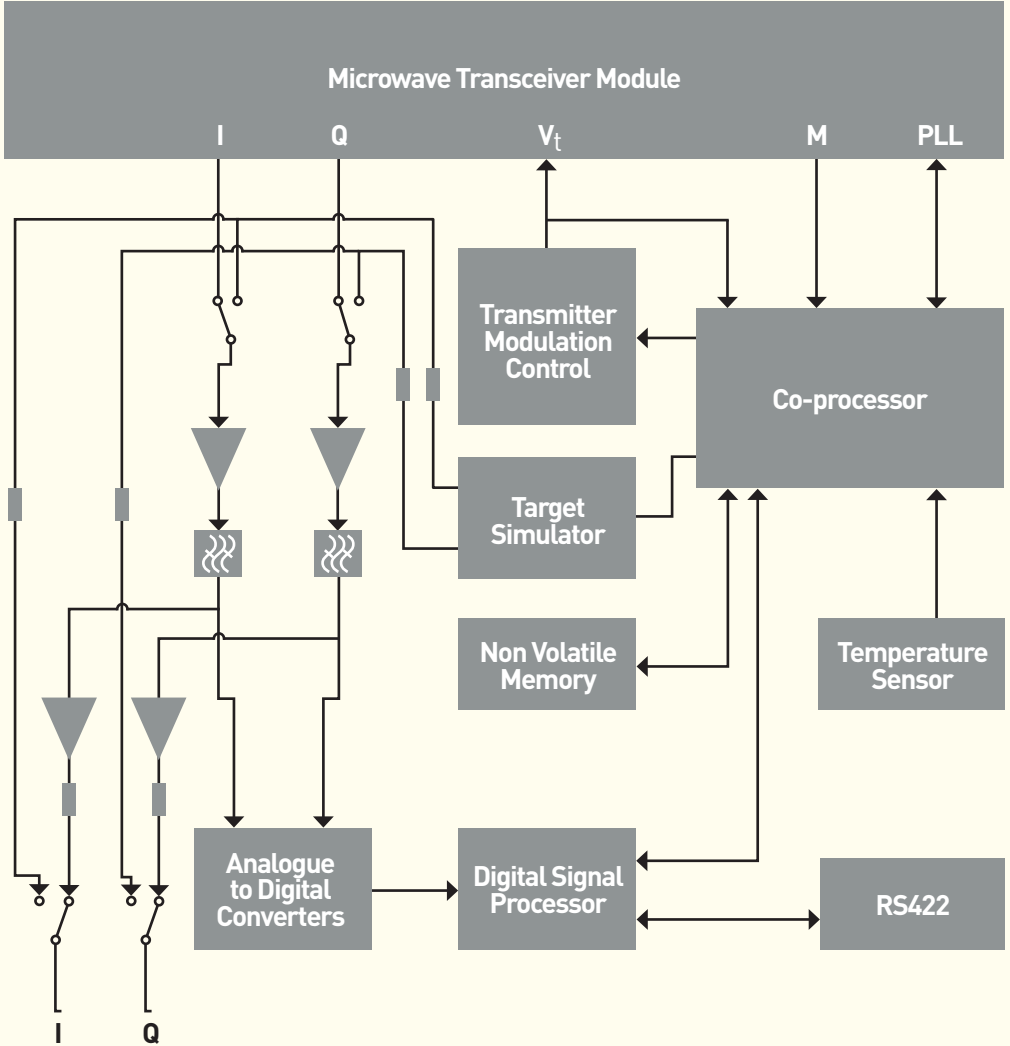 Microwave Transceiver Module
I Q Vt M PLL
Transmitter
Modulation
Control
Co-processor
Target
Simulator
Non Volatile
Memory
Temperature
Sensor
Analogue
to Digital
Converters
Digital Signal
Processor
RS422
I Q